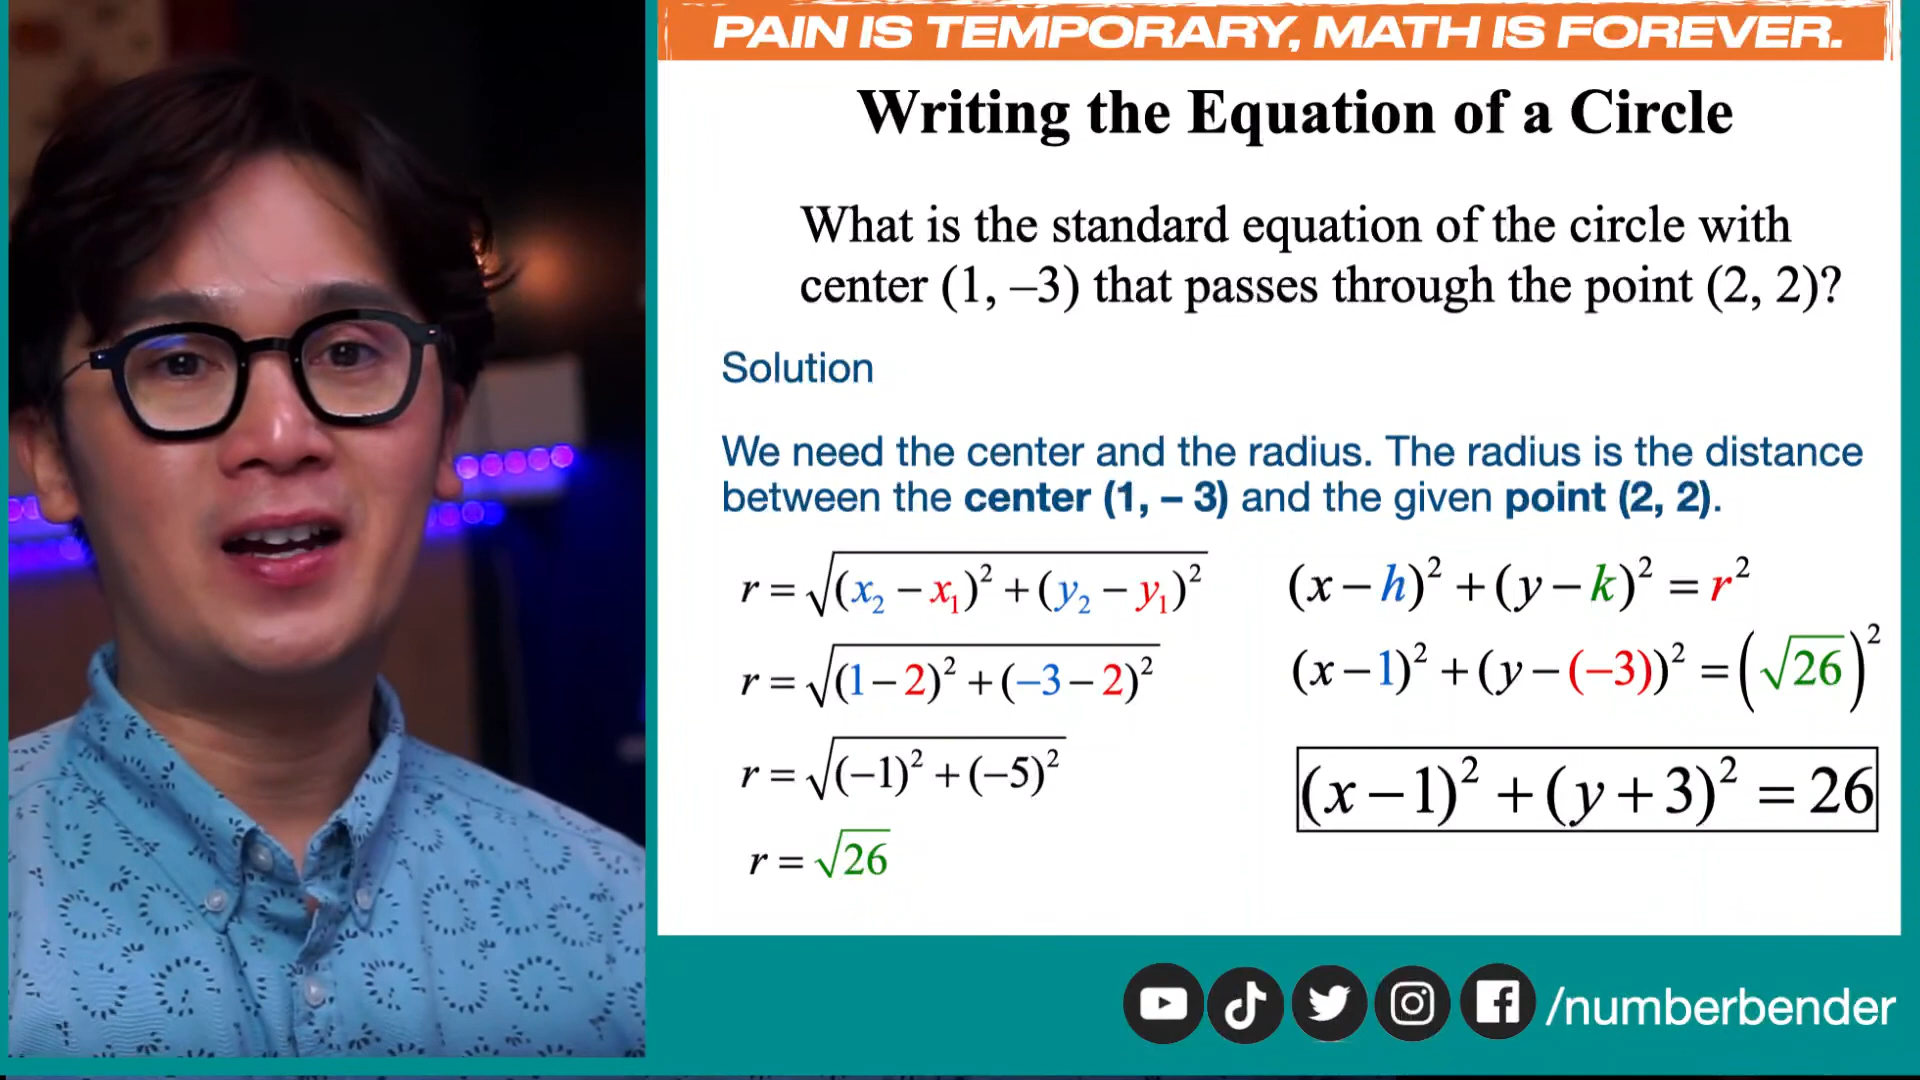 PAIN IS TEMPORARY, MATH IS FOREVER.
Writing the Equation of a Circle
What is the standard equation of the circle with
center (1, –3) that passes through the point (2, 2)?
Solution
We need the center and the radius. The radius is the distance
between the center (1, – 3) and the given point (2, 2).
r = √((x₂ − x₁)² + (y₂ − y₁)²)
r = √((1 − 2)² + (−3 − 2)²)
r = √((−1)² + (−5)²)
r = √26
(x − h)² + (y − k)² = r²
(x − 1)² + (y − (−3))² = (√26)²
(x − 1)² + (y + 3)² = 26
/numberbender